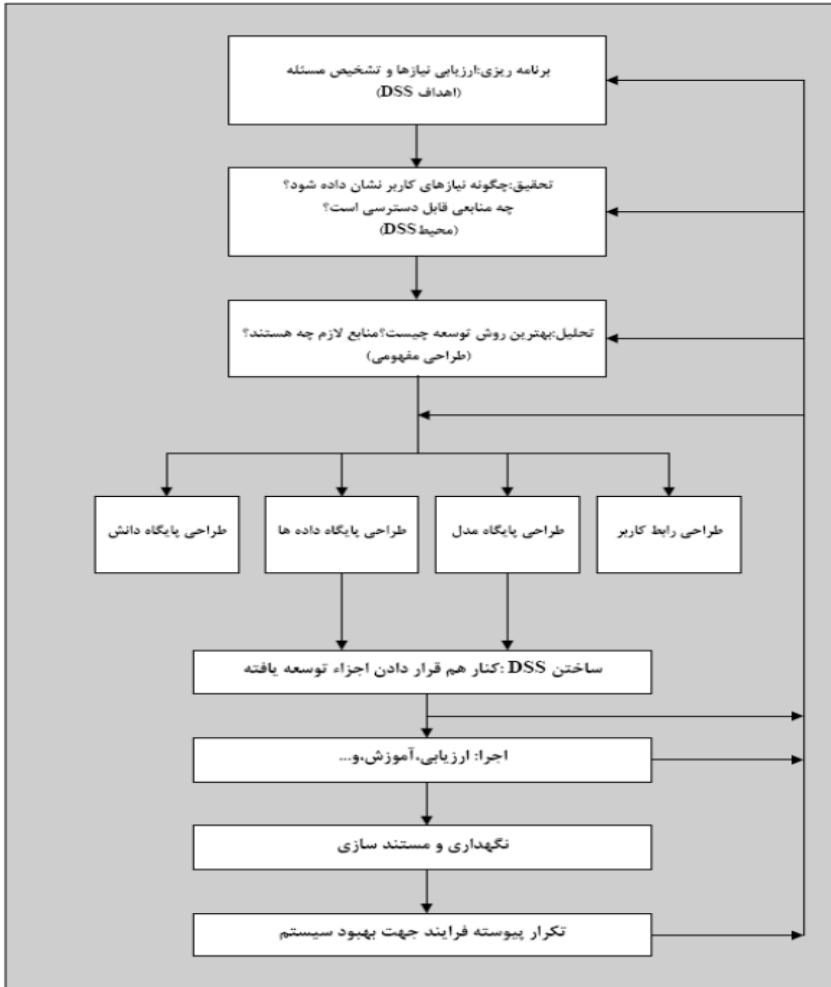 برنامه ریزی:ارزیابی نیازها و تشخیص مسئله
(اهداف DSS)
تحقیق:چگونه نیازهای کاربر نشان داده شود؟
چه منابعی قابل دسترسی است؟
(محیطDSS)
تحلیل:بهترین روش توسعه چیست؟منابع لازم چه هستند؟
(طراحی مفهومی)
طراحی رابط کاربر
طراحی پایگاه مدل
طراحی پایگاه داده ها
طراحی پایگاه دانش
ساختن DSS :کنار هم قرار دادن اجزاء توسعه یافته
اجرا: ارزیابی،آموزش،و...
نگهداری و مستند سازی
تکرار پیوسته فرایند جهت بهبود سیستم